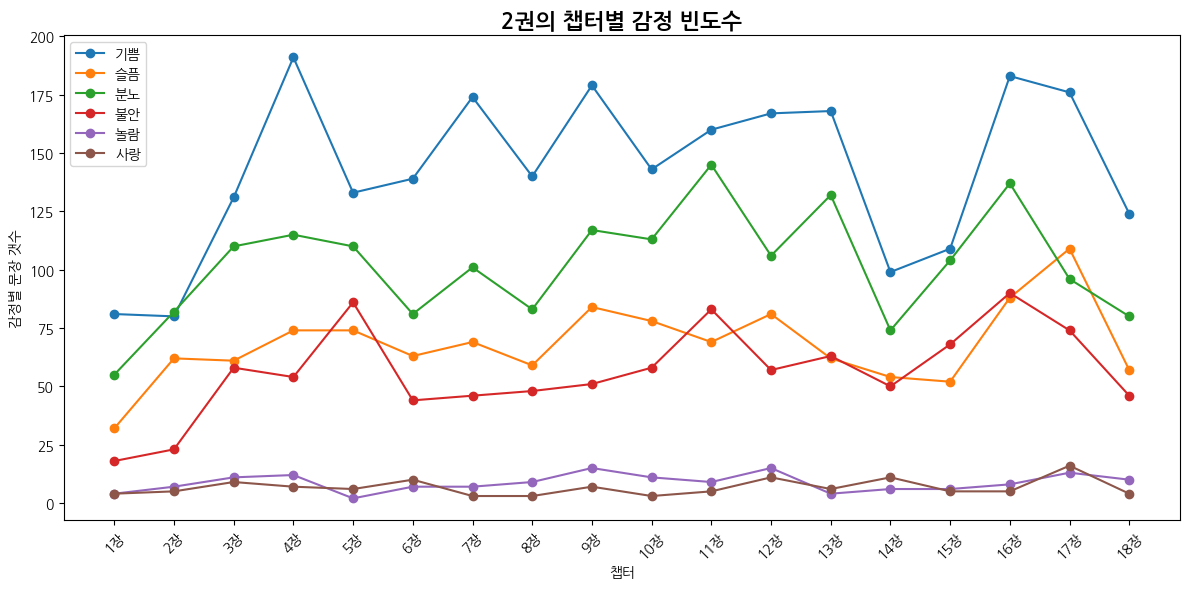 2권의 챕터별 감정 빈도수
기쁨
슬픔
분노
불안
놀람
사랑
감정별 문장 갯수
200
175
150
125
100
75
50
25
0
1장
2장
3장
4장
5장
6장
7장
8장
9장
10장
11장
12장
13장
14장
15장
16장
17장
18장
챕터